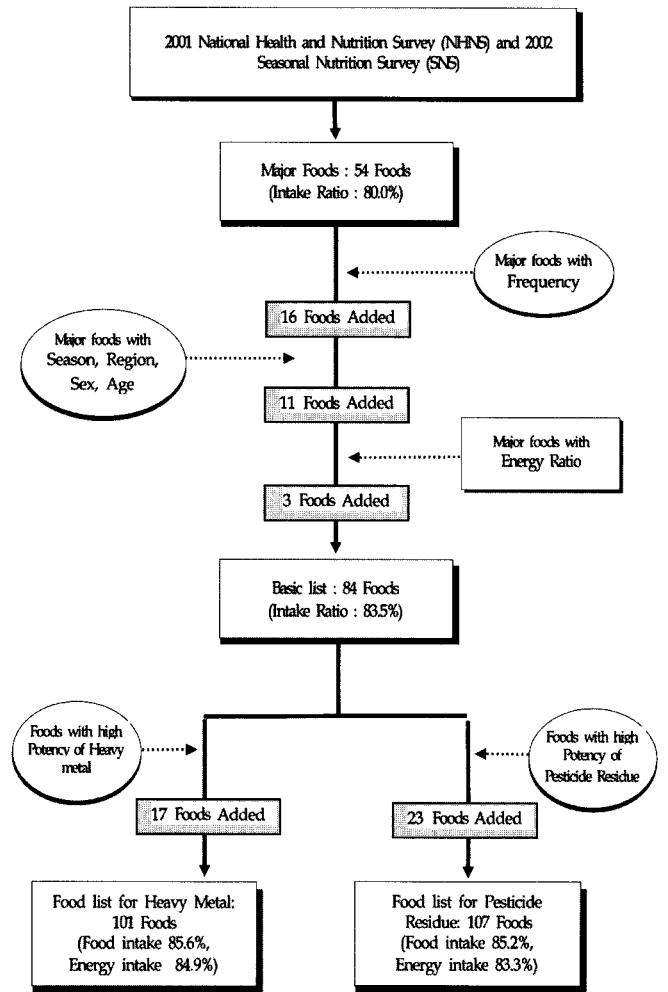 2001 National Health and Nutrition Survey (NHNS) and 2002
Seasonal Nutrition Survey (SNS)
Major Foods : 54 Foods
(Intake Ratio : 80.0%)
Major foods with
Frequency
16 Foods Added
Major foods with
Season, Region,
Sex, Age
11 Foods Added
Major foods with
Energy Ratio
3 Foods Added
Basic list : 84 Foods
(Intake Ratio : 83.5%)
Foods with high
Potency of Heavy
metal
Foods with high
Potency of
Pesticide Residue
17 Foods Added
23 Foods Added
Food list for Heavy Metal:
101 Foods
(Food intake 85.6%,
Energy intake 84.9%)
Food list for Pesticide
Residue: 107 Foods
(Food intake 85.2%,
Energy intake 83.3%)